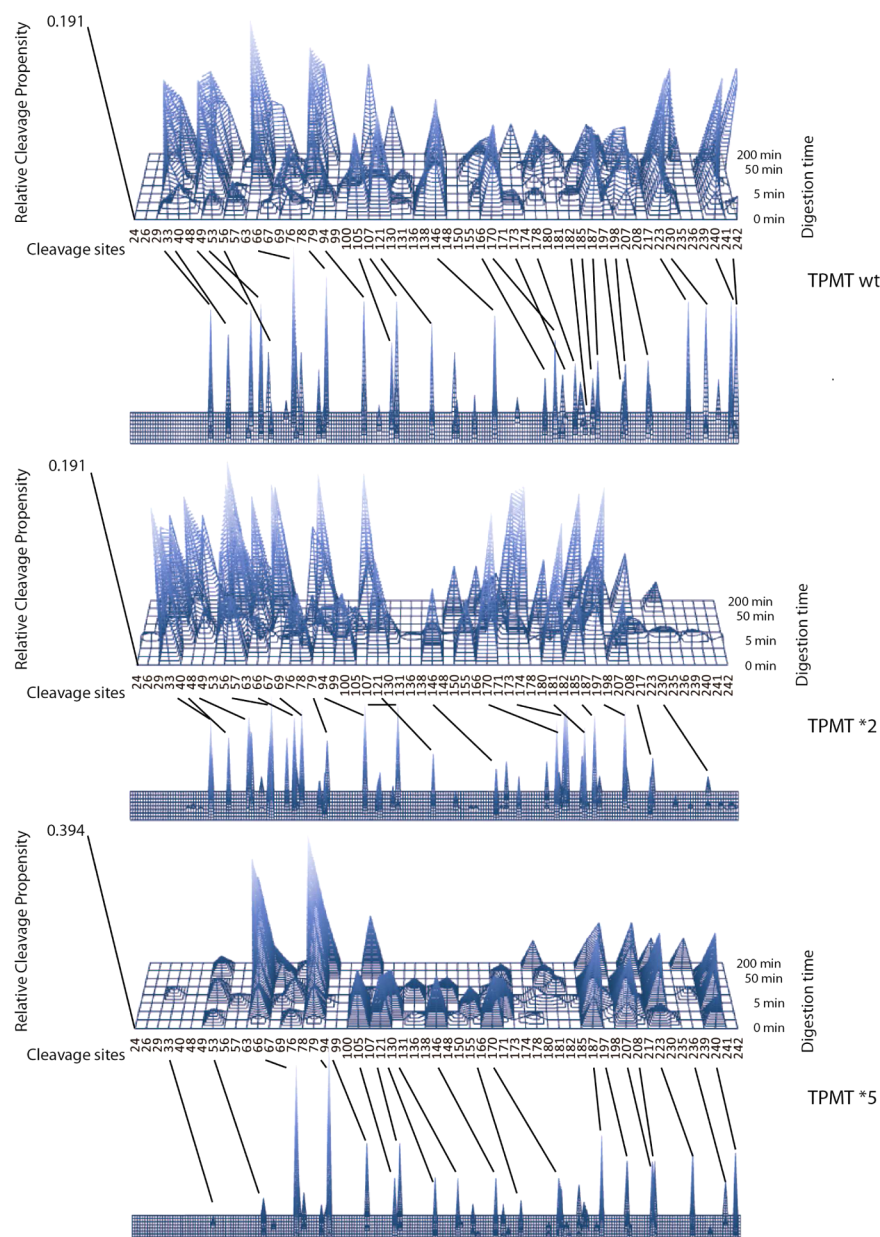 0.191
Relative Cleavage Propensity
200 min
50 min
5 min
0 min
Digestion time
24 26 29 33 40 48 49 53 56 57 63 66 67 69 76 78 79 94 99 100 105 107 121 130 131 136 138 146 148 150 155 166 170 171 173 174 178 180 181 182 185 187 197 198 207 208 217 223 230 235 236 239 240 241 242
Cleavage sites
TPMT wt
0.191
Relative Cleavage Propensity
200 min
50 min
5 min
0 min
Digestion time
24 26 29 33 40 48 49 53 56 57 63 66 67 69 76 78 79 94 99 100 105 107 121 130 131 136 138 146 148 150 155 166 170 171 173 174 178 180 181 182 185 187 197 198 207 208 217 223 230 235 236 239 240 241 242
Cleavage sites
TPMT *2
0.394
Relative Cleavage Propensity
200 min
50 min
5 min
0 min
Digestion time
24 26 29 33 40 48 49 53 56 57 63 66 67 69 76 78 79 94 99 100 105 107 121 130 131 136 138 146 148 150 155 166 170 171 173 174 178 180 181 182 185 187 197 198 207 208 217 223 230 235 236 239 240 241 242
Cleavage sites
TPMT *5